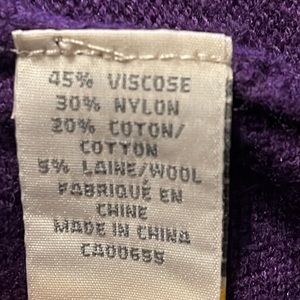 45% VISCOSE
30% NYLON
20% COTON/
COTTON
5% LAINE/WOOL
FABRIQUÉ EN
CHINE
MADE IN CHINA
CA00655